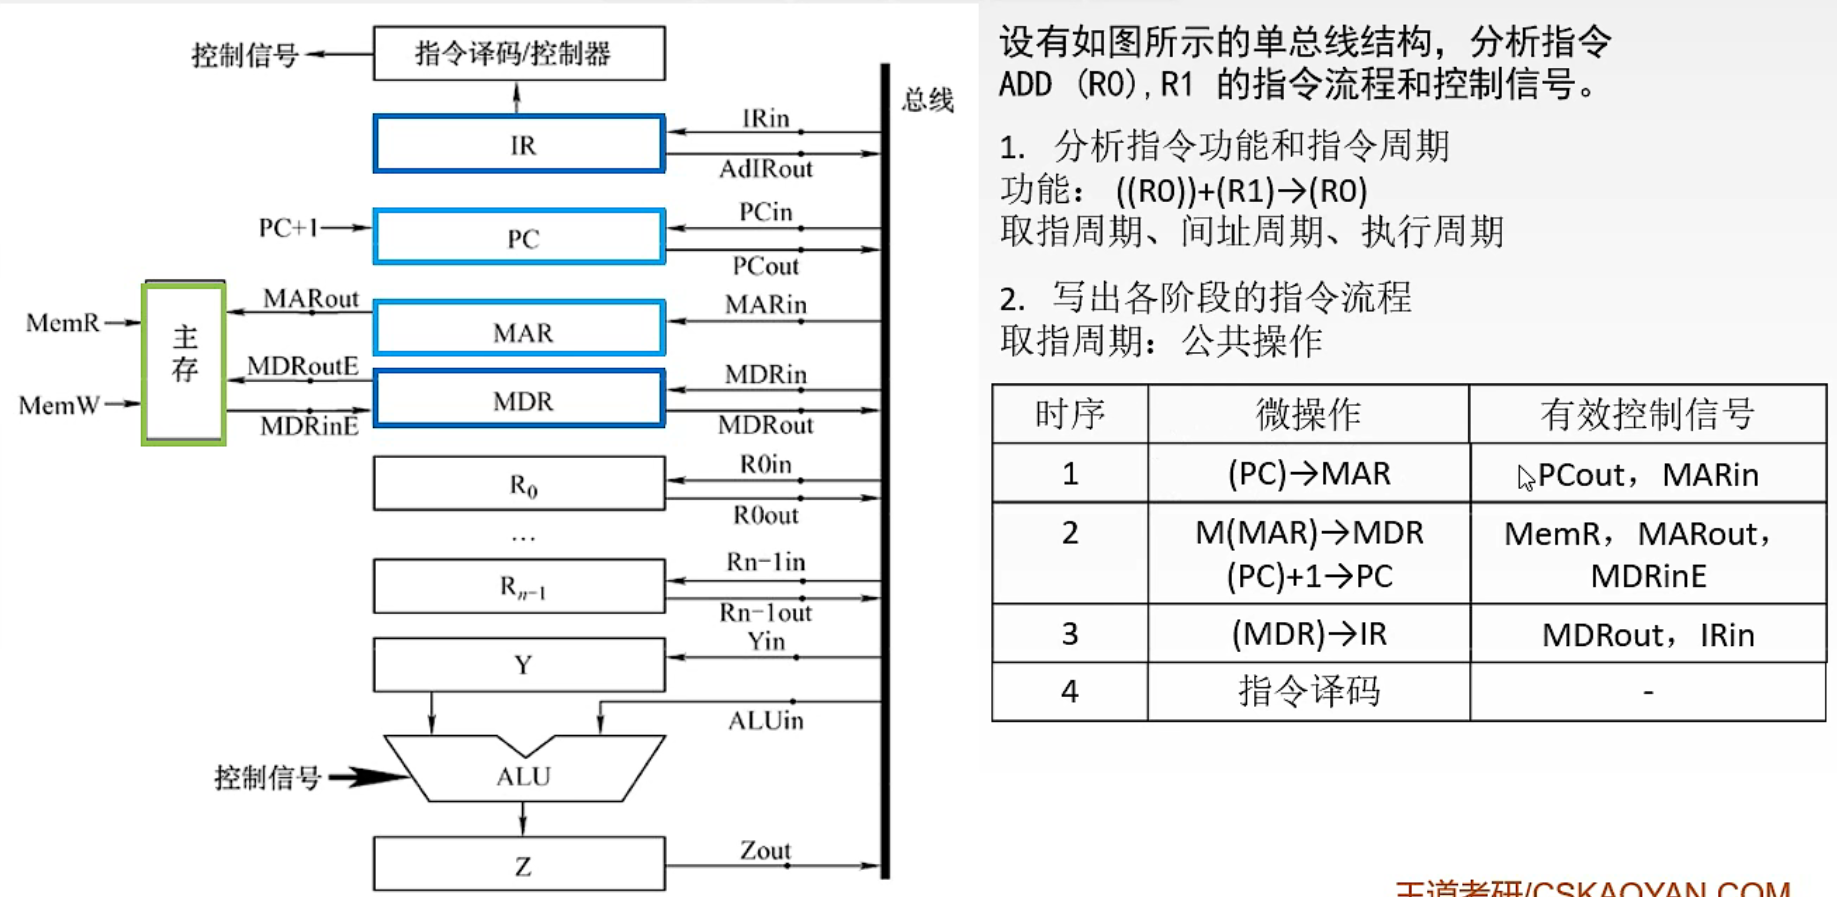 控制信号
指令译码/控制器
总线
IRin
IR
AdIRout
PCin
PC+1
PC
PCout
MARout
MARin
MemR
主存
MAR
MDRoutE
MDRin
MemW
MDR
MDRinE
MDRout
R0in
R0
R0out
…
Rn-1in
Rn-1
Rn-1out
Yin
Y
ALUin
控制信号
ALU
Zout
Z
设有如图所示的单总线结构，分析指令
ADD (R0),R1 的指令流程和控制信号。
1. 分析指令功能和指令周期
功能： ((R0))+(R1)→(R0)
取指周期、间址周期、执行周期
2. 写出各阶段的指令流程
取指周期：公共操作
时序 微操作 有效控制信号
1 (PC)→MAR PCout，MARin
2 M(MAR)→MDR MemR，MARout，
(PC)+1→PC MDRinE
3 (MDR)→IR MDRout，IRin
4 指令译码 -
王道考研/CSKAOYAN.COM